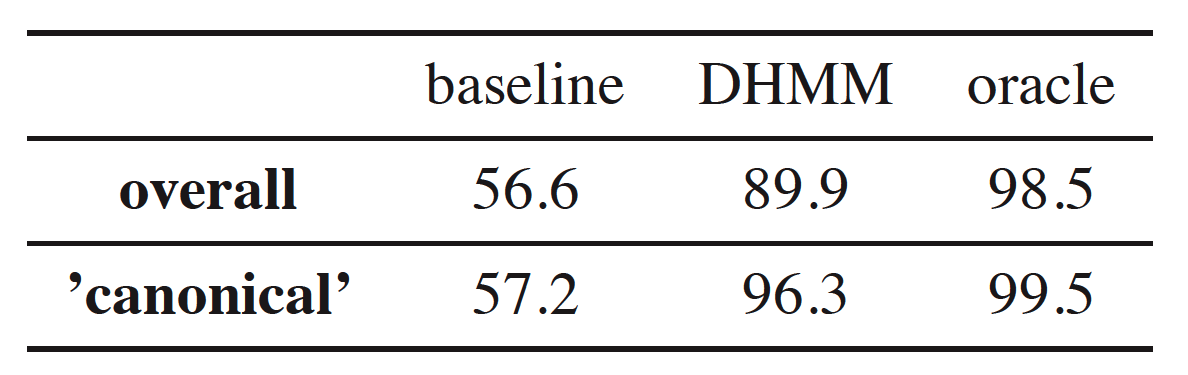 baseline DHMM oracle
overall 56.6 89.9 98.5
’canonical’ 57.2 96.3 99.5